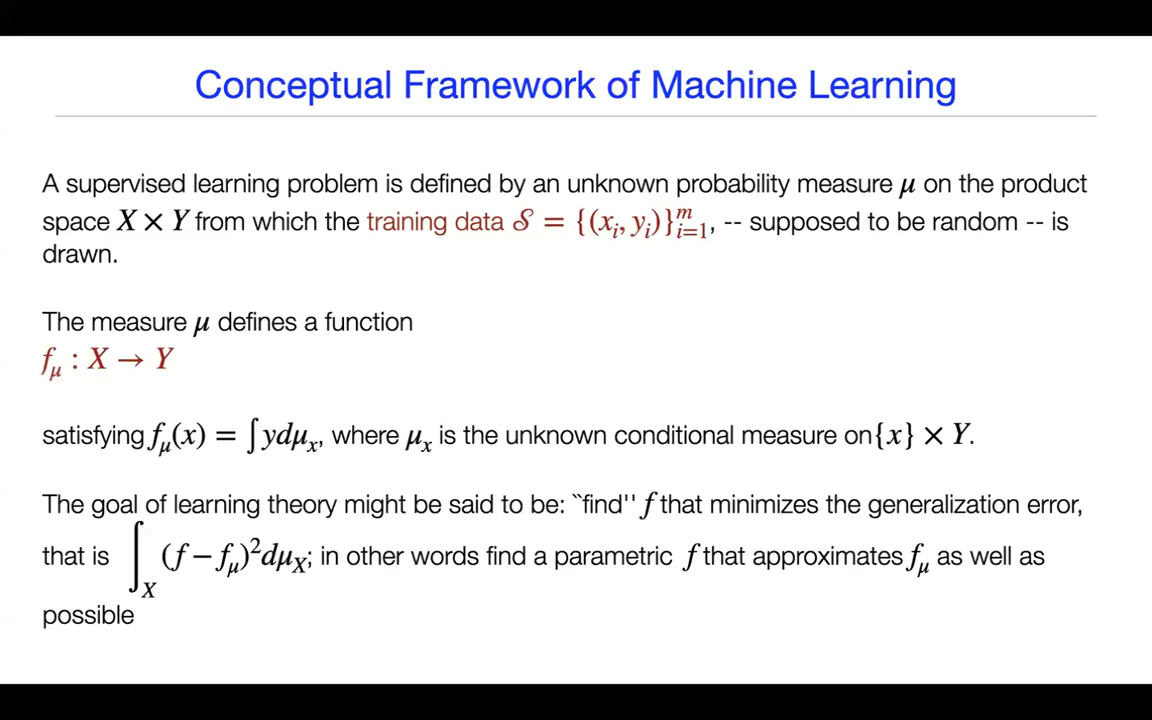 Conceptual Framework of Machine Learning
A supervised learning problem is defined by an unknown probability measure μ on the product
space X × Y from which the training data 𝒮 = {(xᵢ, yᵢ)}ᵐᵢ₌₁, -- supposed to be random -- is
drawn.
The measure μ defines a function
f_μ : X → Y
satisfying f_μ(x) = ∫ydμₓ, where μₓ is the unknown conditional measure on{x} × Y.
The goal of learning theory might be said to be: ``find'' f that minimizes the generalization error,
that is ∫_X (f − f_μ)²dμ_X; in other words find a parametric f that approximates f_μ as well as
possible